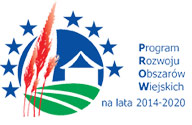 Program
Rozwoju
Obszarów
Wiejskich
na lata 2014-2020